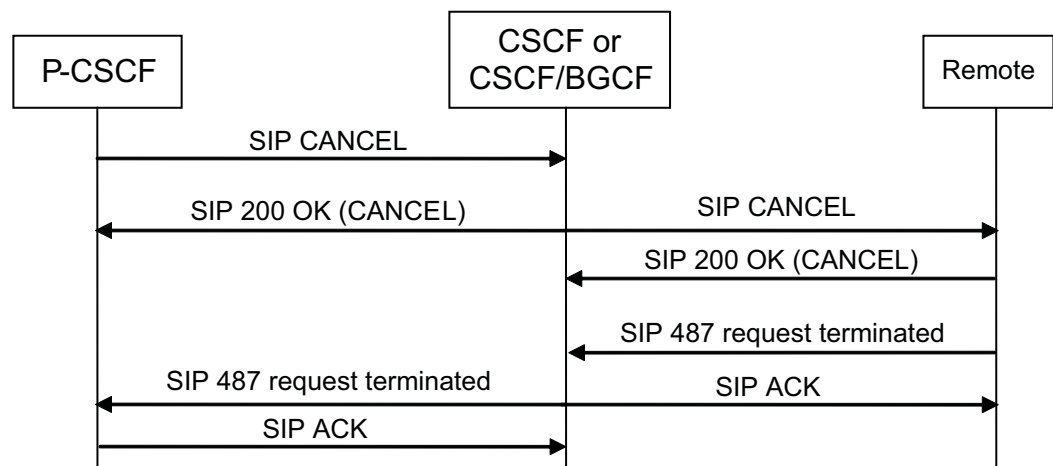 P-CSCF
CSCF or
CSCF/BGCF
Remote
SIP CANCEL
SIP 200 OK (CANCEL)
SIP CANCEL
SIP 200 OK (CANCEL)
SIP 487 request terminated
SIP 487 request terminated
SIP ACK
SIP ACK